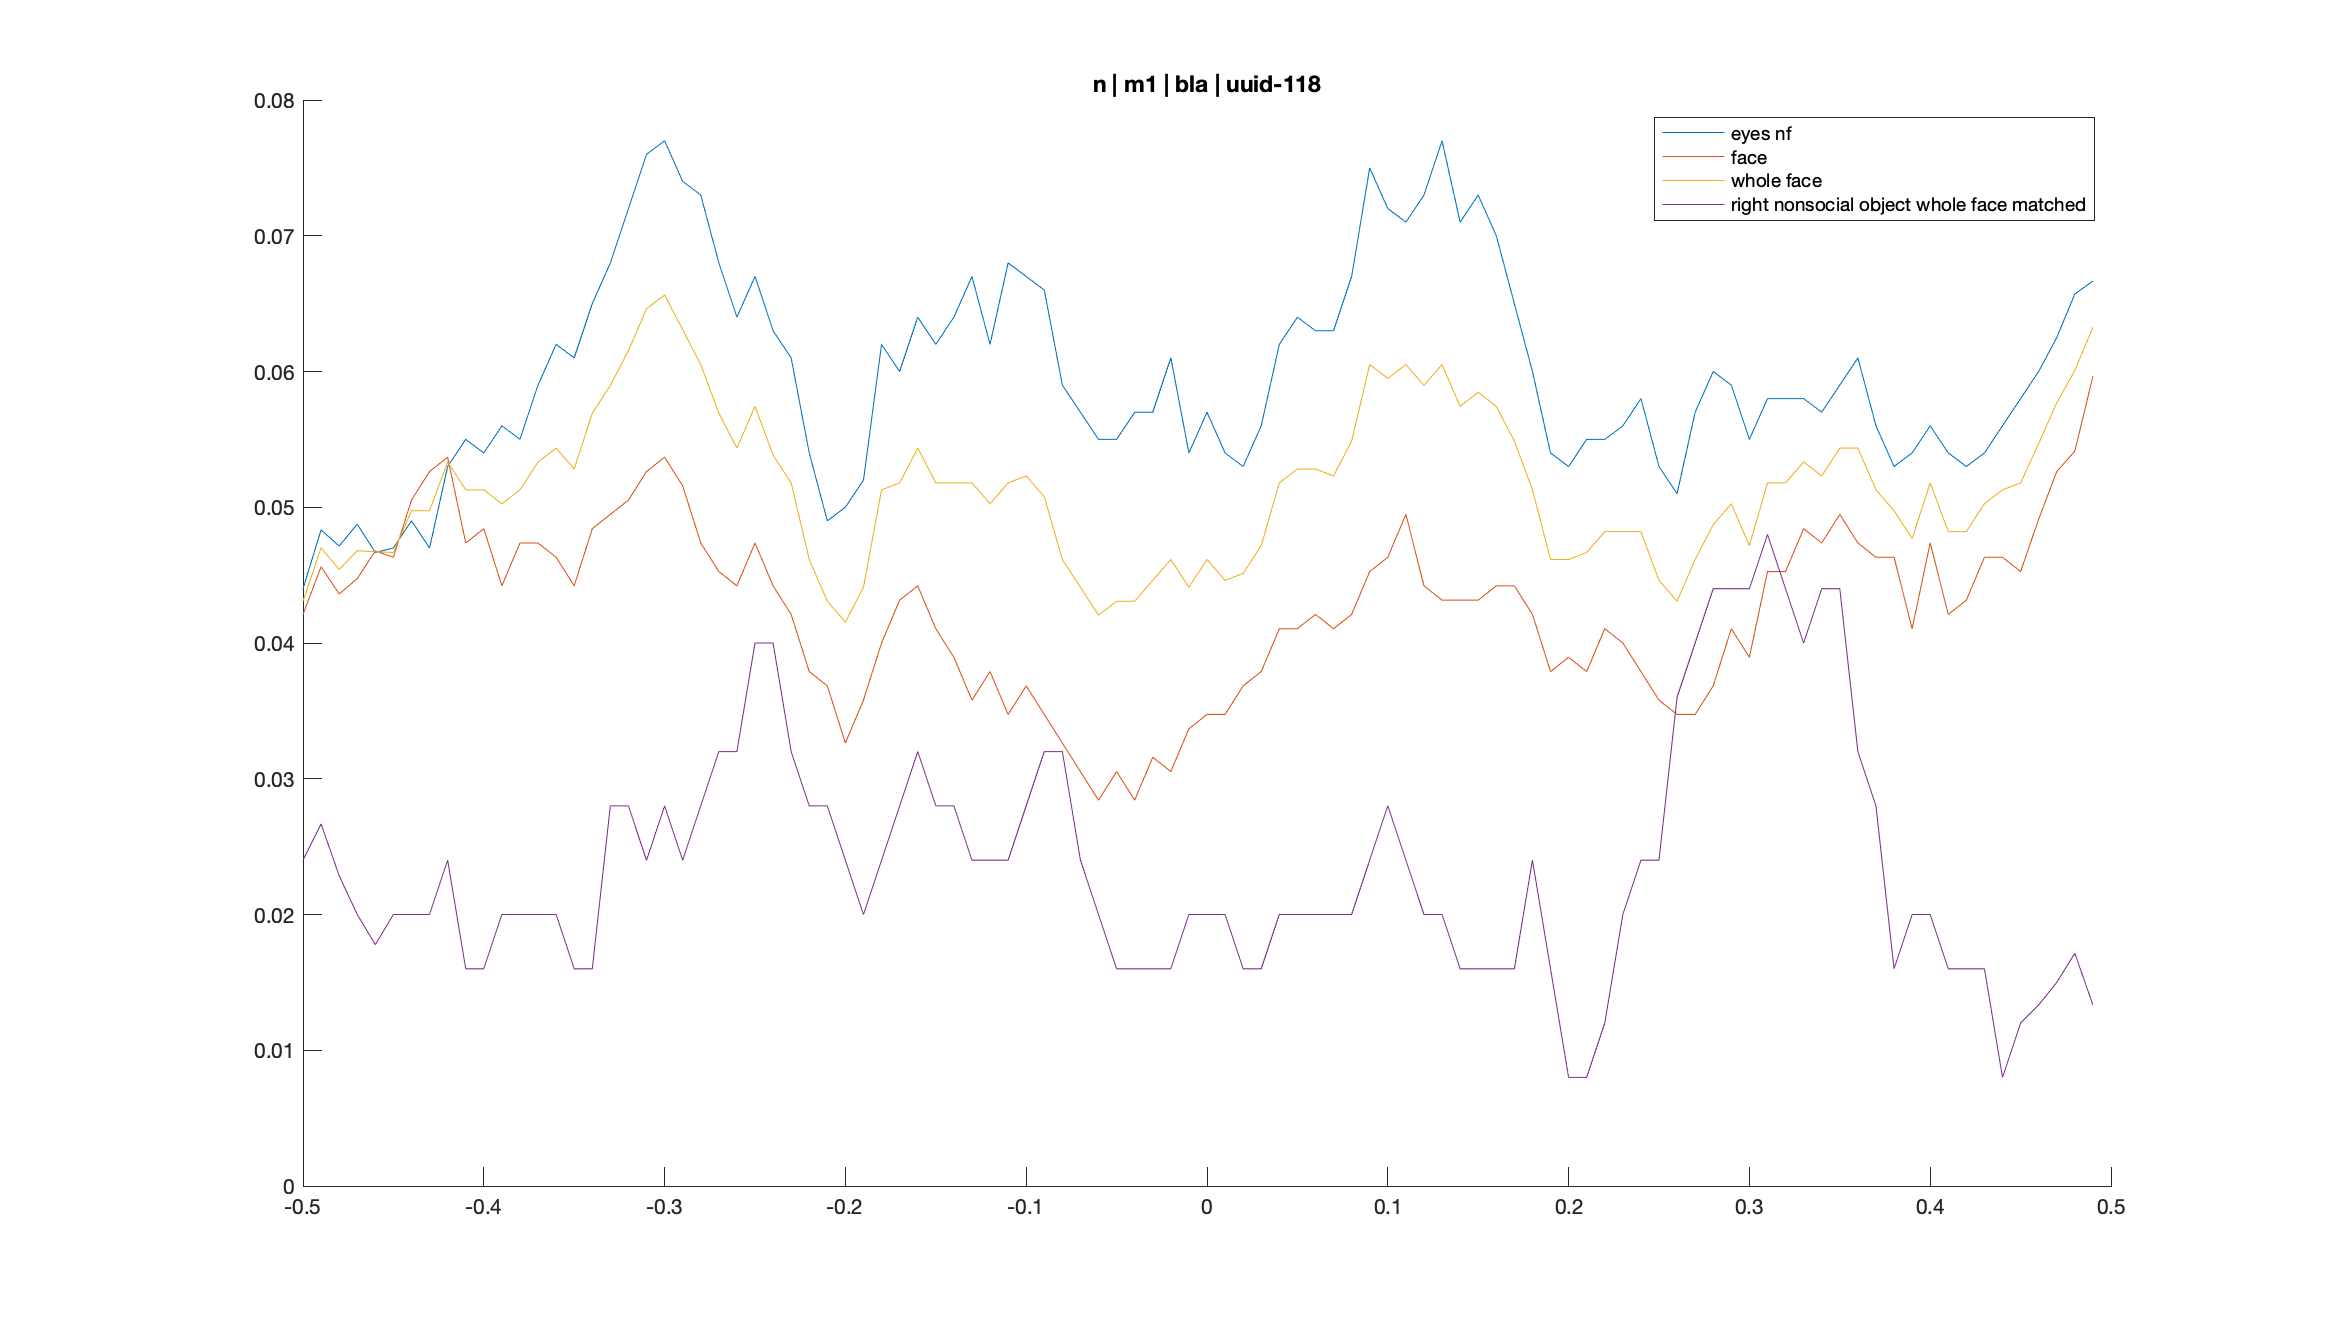 n | m1 | bla | uuid-118
0.08
0.07
0.06
0.05
0.04
0.03
0.02
0.01
0
eyes nf
face
whole face
right nonsocial object whole face matched
-0.5 -0.4 -0.3 -0.2 -0.1 0 0.1 0.2 0.3 0.4 0.5